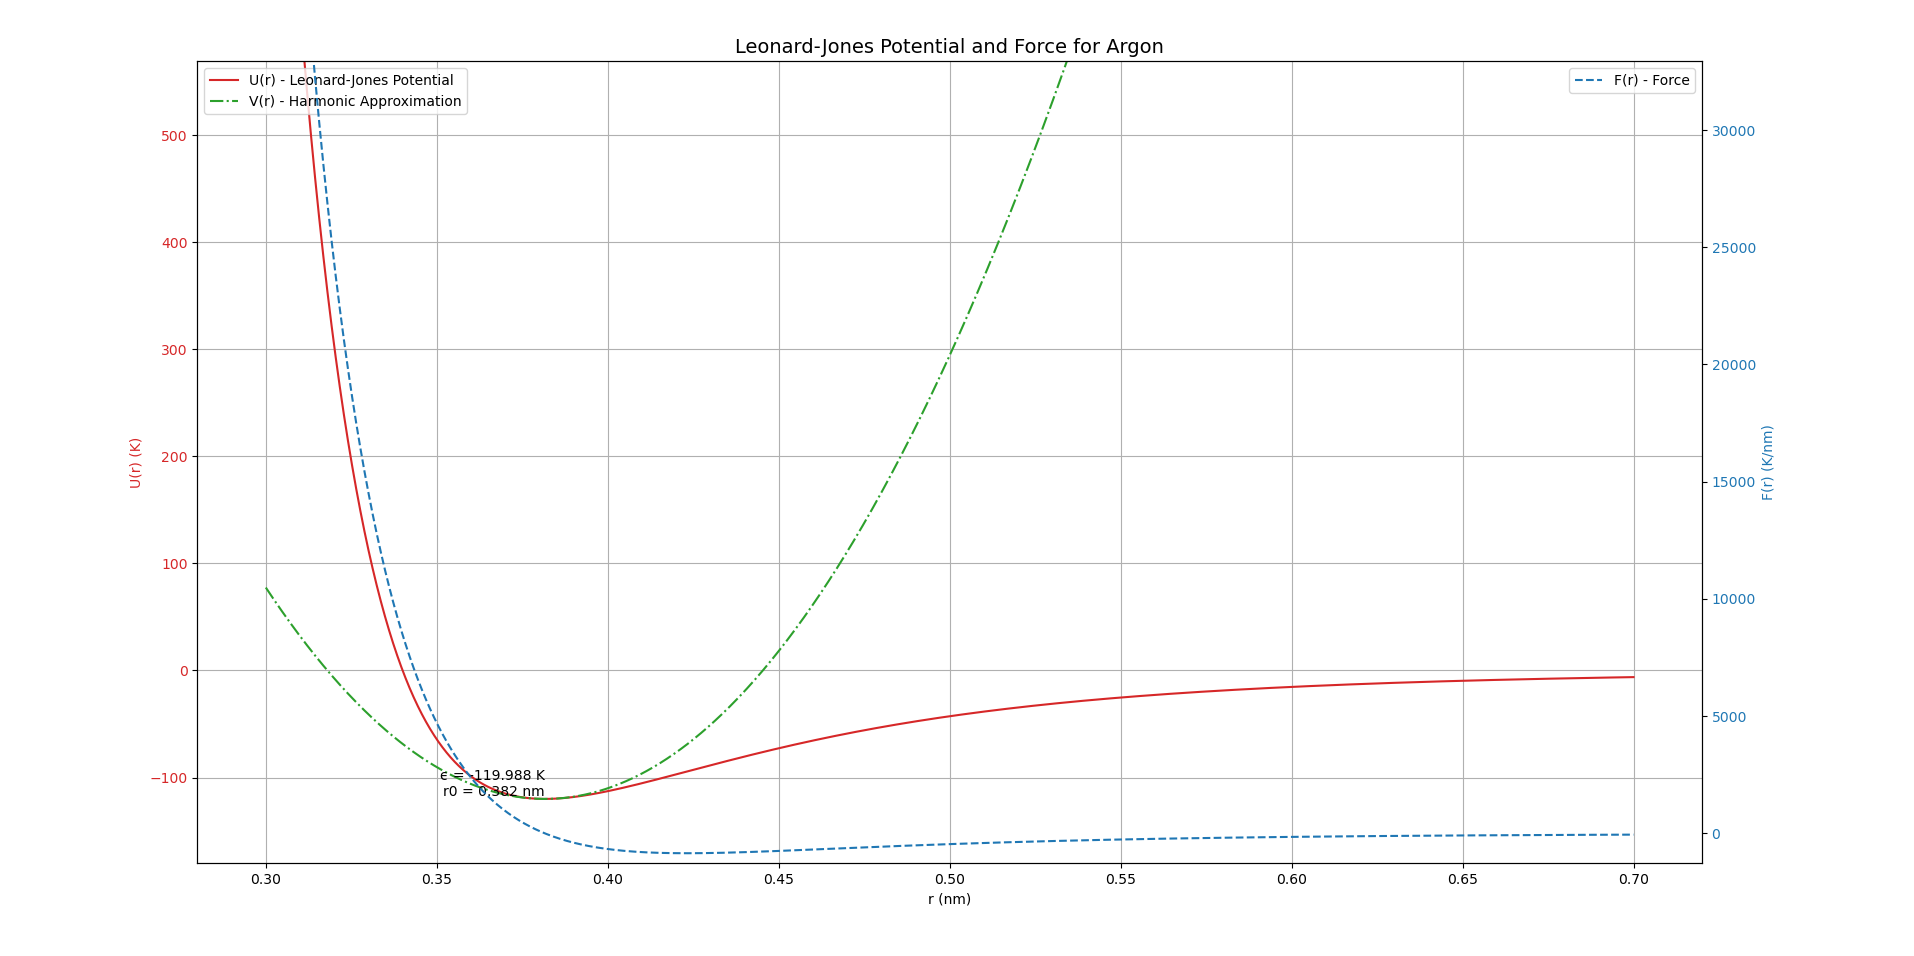 Leonard-Jones Potential and Force for Argon
U(r) - Leonard-Jones Potential
V(r) - Harmonic Approximation
F(r) - Force
500
400
300
200
100
0
−100
U(r) (K)
30000
25000
20000
15000
10000
5000
0
F(r) (K/nm)
ϵ = -119.988 K
r0 = 0.382 nm
0.30 0.35 0.40 0.45 0.50 0.55 0.60 0.65 0.70
r (nm)